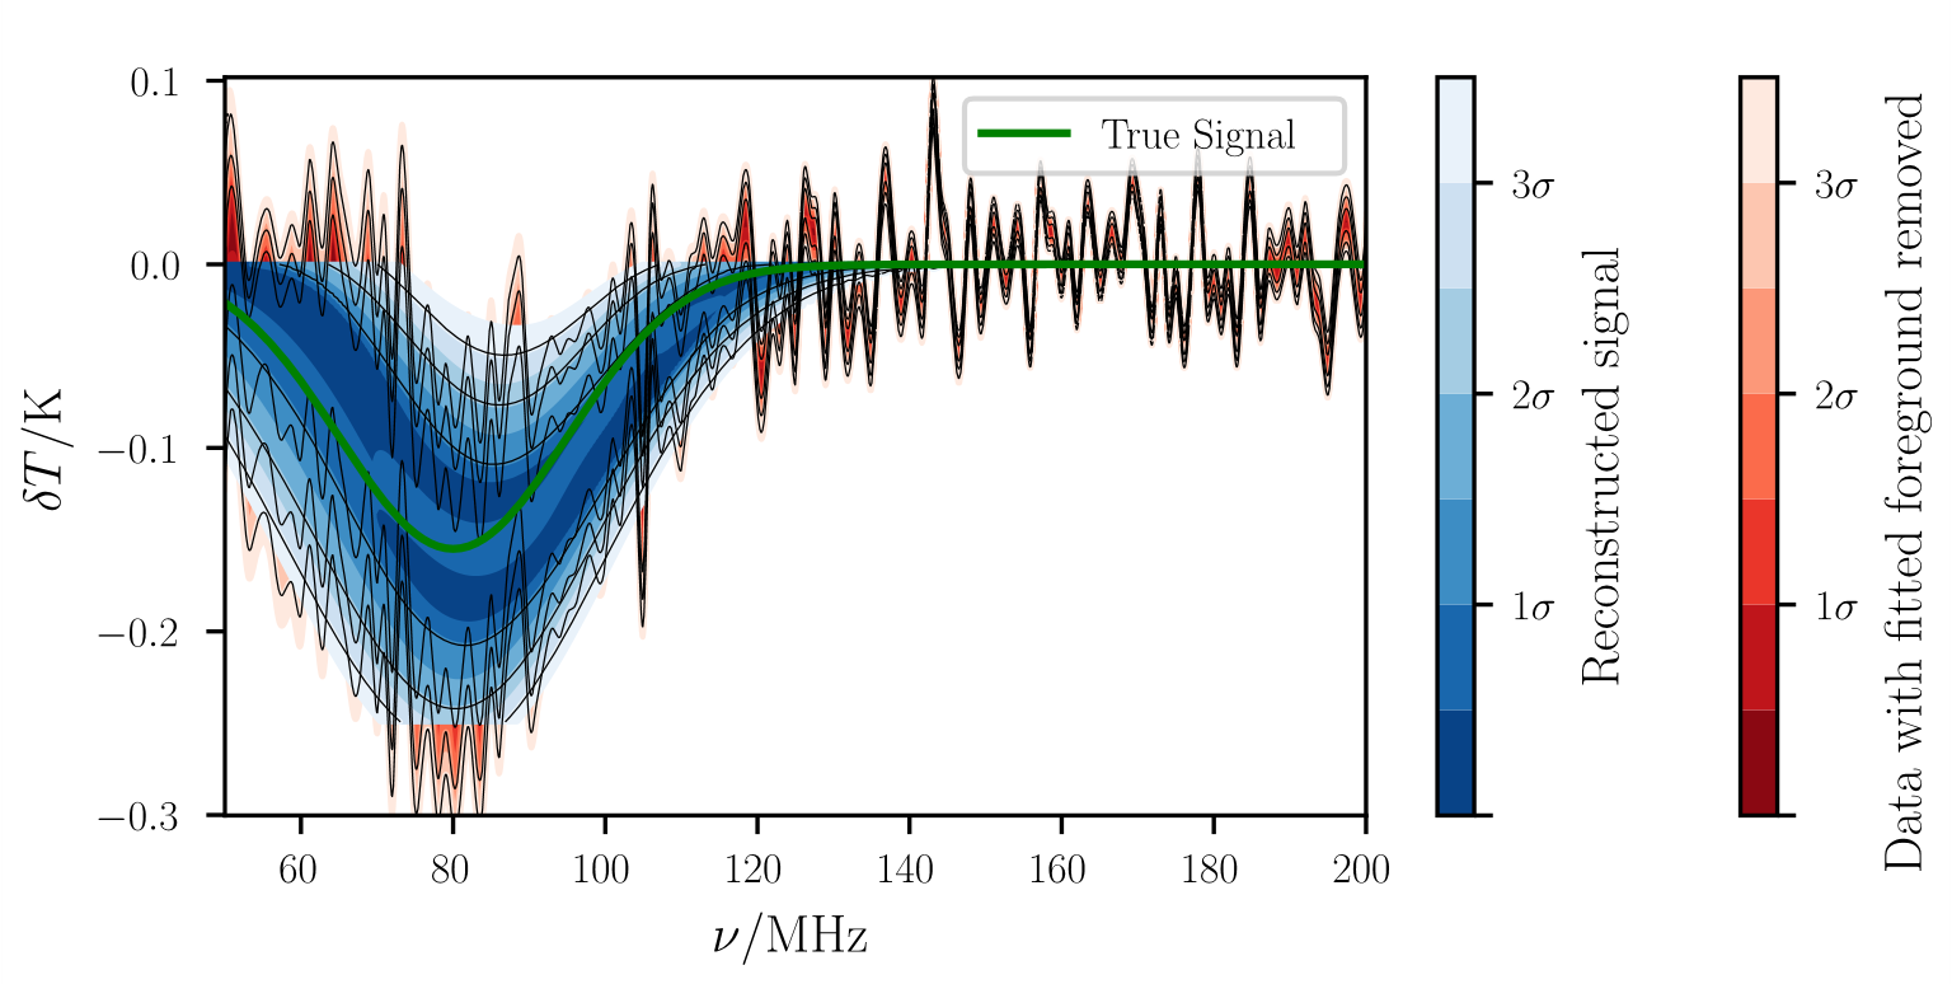 0.1
0.0
−0.1
−0.2
−0.3
δT/K
60
80
100
120
140
160
180
200
ν/MHz
True Signal
3σ
2σ
1σ
Reconstructed signal
3σ
2σ
1σ
Data with fitted foreground removed